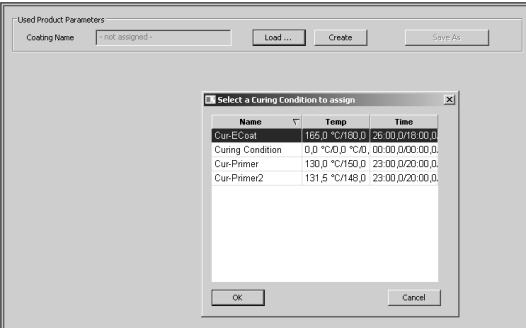 Used Product Parameters
Coating Name - not assigned - Load ... Create Save As
Select a Curing Condition to assign
Name Temp Time
Cur-ECoat 165,0 °C/180,0 26:00,0/18:00,0
Curing Condition 0,0 °C/0,0 °C/0, 00:00,0/00:00,0
Cur-Primer 130,0 °C/150,0 23:00,0/20:00,0
Cur-Primer2 131,5 °C/148,0 23:00,0/20:00,0
OK Cancel